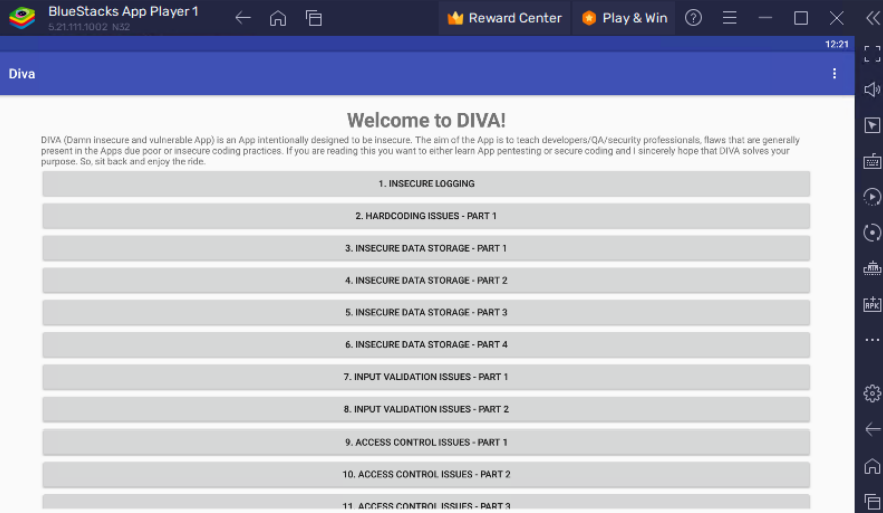 BlueStacks App Player 1
5.21.111.1002 N32
Reward Center
Play & Win
12:21
Diva
Welcome to DIVA!
DIVA (Damn insecure and vulnerable App) is an App intentionally designed to be insecure. The aim of the App is to teach developers/QA/security professionals, flaws that are generally
present in the Apps due poor or insecure coding practices. If you are reading this you want to either learn App pentesting or secure coding and I sincerely hope that DIVA solves your
purpose. So, sit back and enjoy the ride.
1. INSECURE LOGGING
2. HARDCODING ISSUES - PART 1
3. INSECURE DATA STORAGE - PART 1
4. INSECURE DATA STORAGE - PART 2
5. INSECURE DATA STORAGE - PART 3
6. INSECURE DATA STORAGE - PART 4
7. INPUT VALIDATION ISSUES - PART 1
8. INPUT VALIDATION ISSUES - PART 2
9. ACCESS CONTROL ISSUES - PART 1
10. ACCESS CONTROL ISSUES - PART 2
11. ACCESS CONTROL ISSUES - PART 3